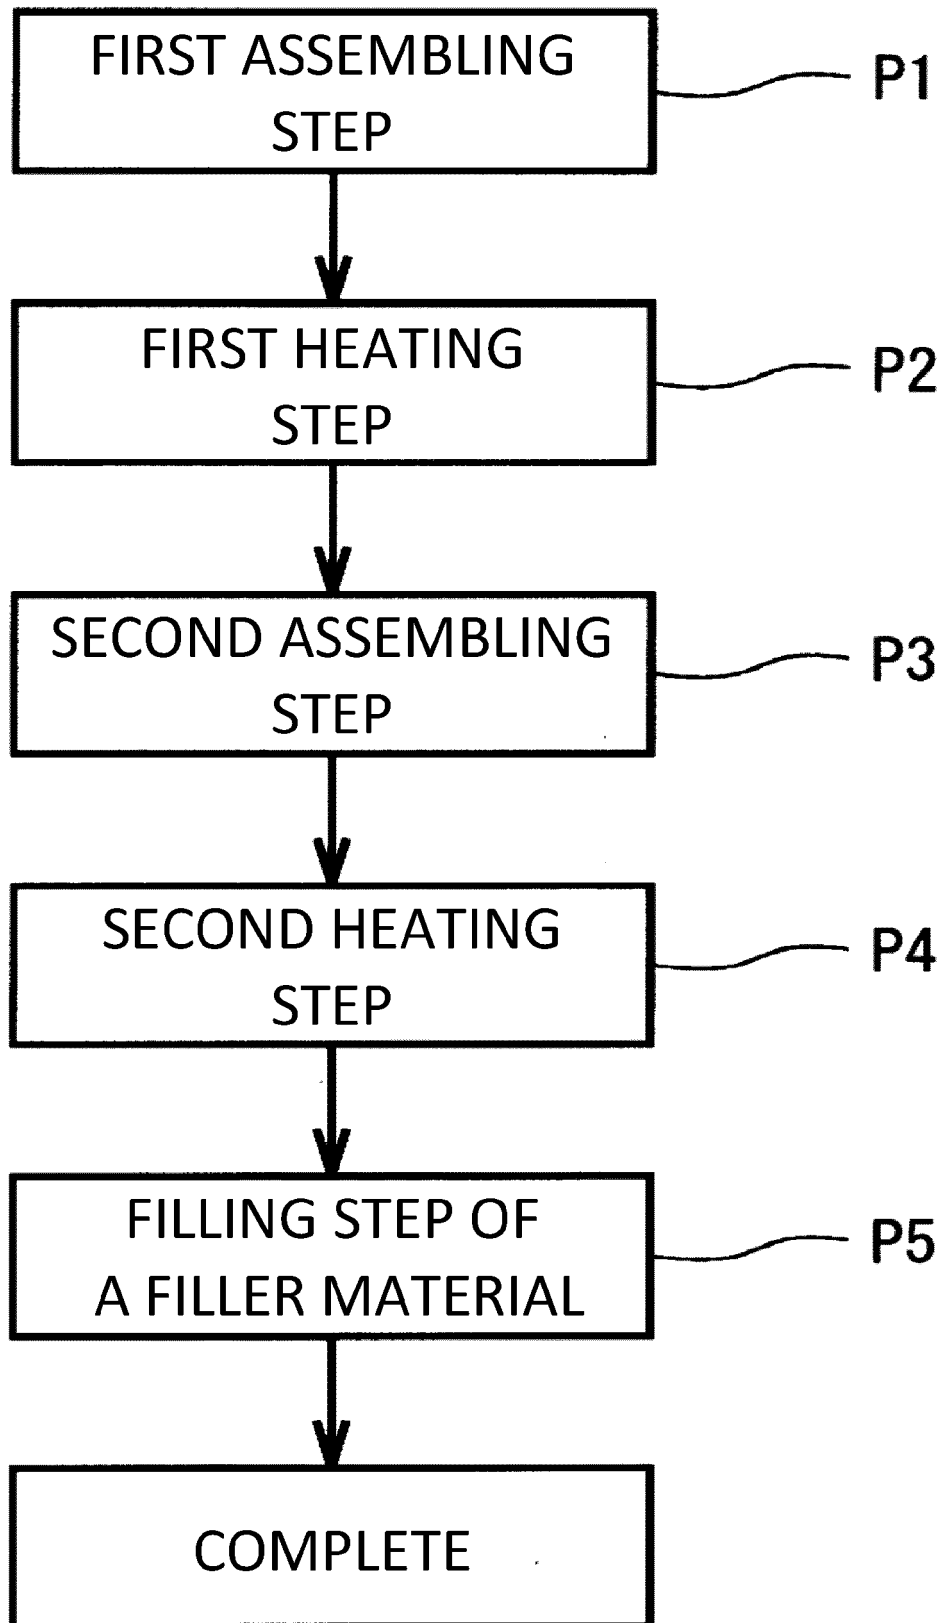 FIRST ASSEMBLING
STEP
P1
FIRST HEATING
STEP
P2
SECOND ASSEMBLING
STEP
P3
SECOND HEATING
STEP
P4
FILLING STEP OF
A FILLER MATERIAL
P5
COMPLETE